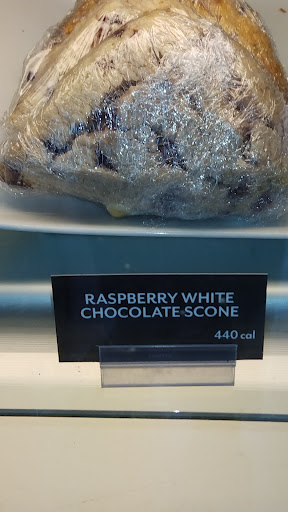 RASPBERRY WHITE
CHOCOLATE SCONE
440 cal